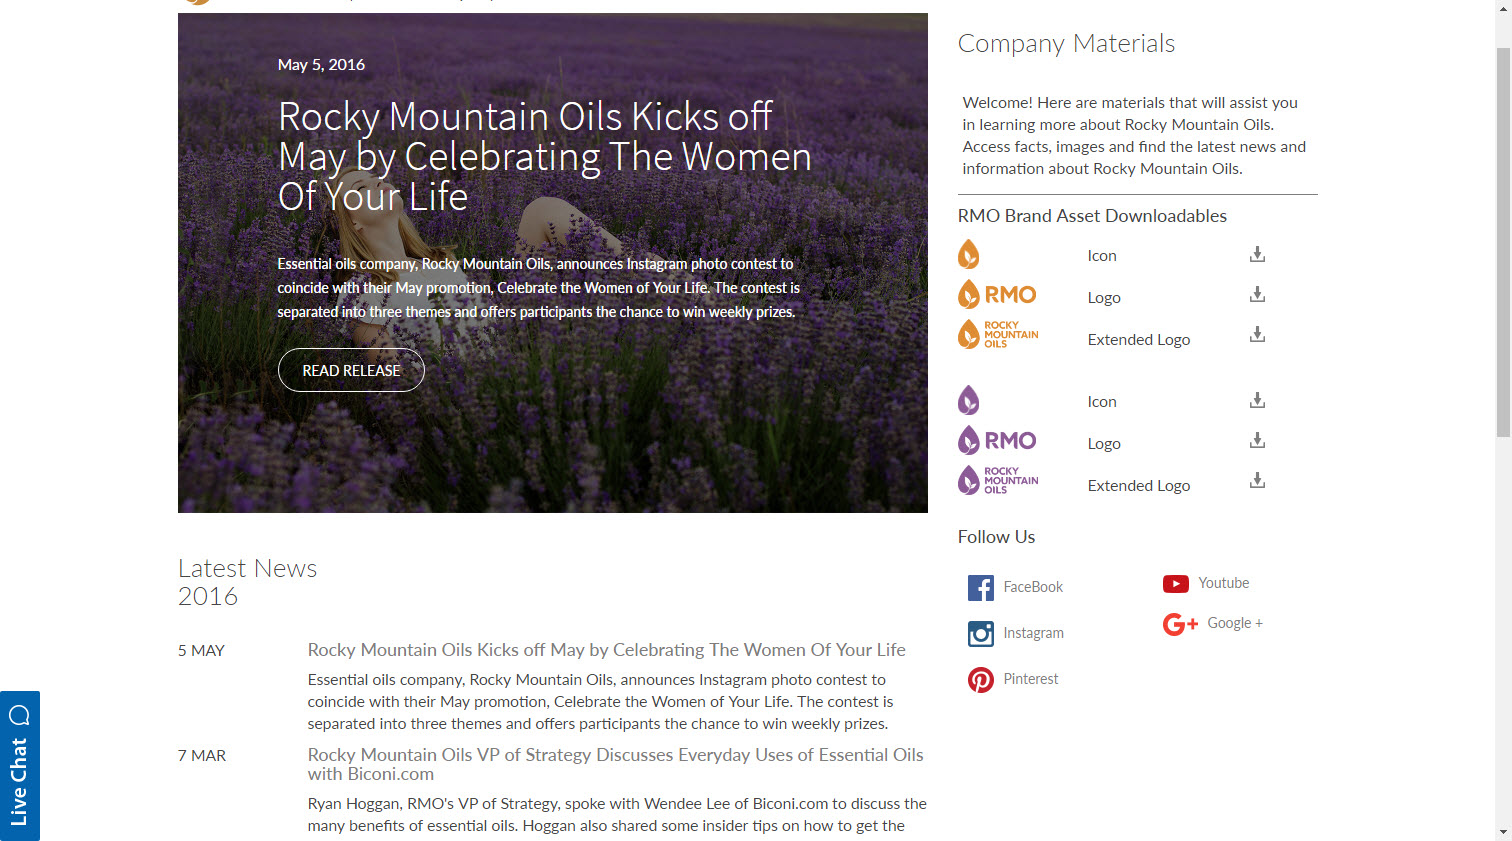 May 5, 2016
Rocky Mountain Oils Kicks off
May by Celebrating The Women
Of Your Life
Essential oils company, Rocky Mountain Oils, announces Instagram photo contest to
coincide with their May promotion, Celebrate the Women of Your Life. The contest is
separated into three themes and offers participants the chance to win weekly prizes.
READ RELEASE
Latest News
2016
5 MAY
Rocky Mountain Oils Kicks off May by Celebrating The Women Of Your Life
Essential oils company, Rocky Mountain Oils, announces Instagram photo contest to
coincide with their May promotion, Celebrate the Women of Your Life. The contest is
separated into three themes and offers participants the chance to win weekly prizes.
7 MAR
Rocky Mountain Oils VP of Strategy Discusses Everyday Uses of Essential Oils
with Biconi.com
Ryan Hoggan, RMO's VP of Strategy, spoke with Wendee Lee of Biconi.com to discuss the
many benefits of essential oils. Hoggan also shared some insider tips on how to get the
Company Materials
Welcome! Here are materials that will assist you
in learning more about Rocky Mountain Oils.
Access facts, images and find the latest news and
information about Rocky Mountain Oils.
RMO Brand Asset Downloadables
Icon
RMO Logo
ROCKY
MOUNTAIN
OILS
Extended Logo
Icon
RMO Logo
ROCKY
MOUNTAIN
OILS
Extended Logo
Follow Us
FaceBook
Youtube
Instagram
G+ Google +
Pinterest
Live Chat